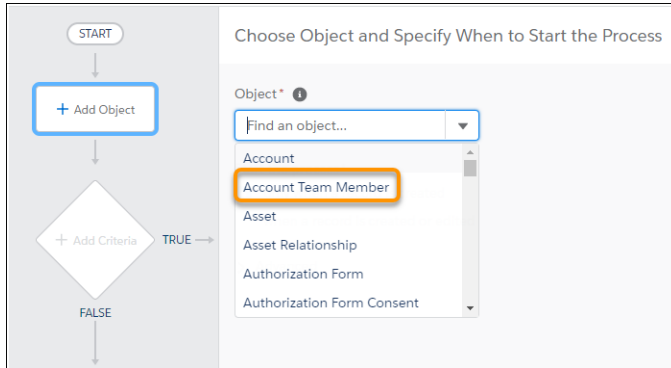 START
+ Add Object
+ Add Criteria
TRUE
FALSE
Choose Object and Specify When to Start the Process
Object*
Find an object...
Account
Account Team Member
Asset
Asset Relationship
Authorization Form
Authorization Form Consent